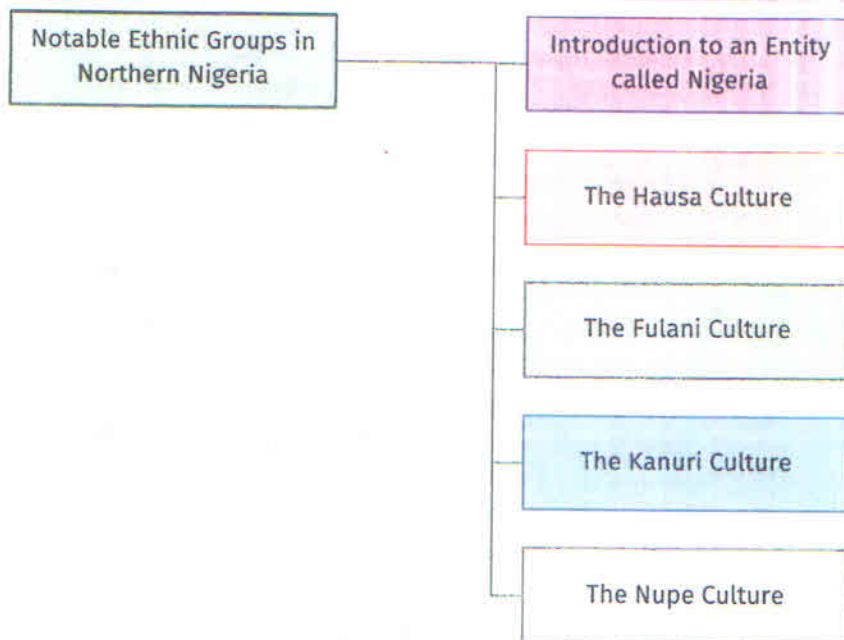 Notable Ethnic Groups in
Northern Nigeria
Introduction to an Entity
called Nigeria
The Hausa Culture
The Fulani Culture
The Kanuri Culture
The Nupe Culture